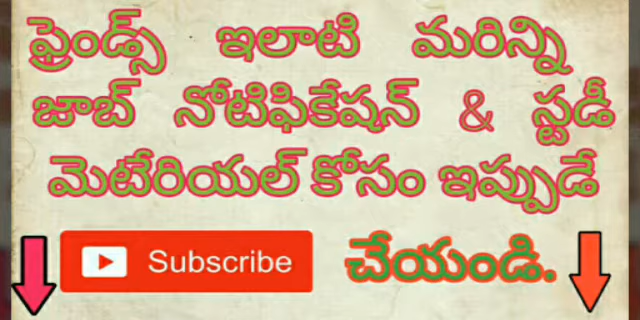 ఫ్రెండ్స్ ఇలాటి మరిన్ని
జాబ్ నోటిఫికేషన్ & స్టడీ
మెటేరియల్ కోసం ఇప్పుడే
Subscribe చేయండి.